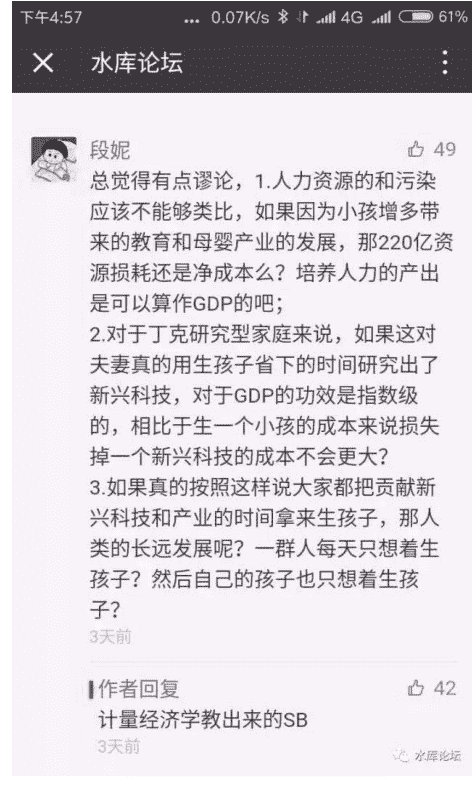 下午4:57
... 0.07K/s 4G 61%
水库论坛
段妮 49
总觉得有点谬论，1.人力资源的和污染
应该不能够类比，如果因为小孩增多带
来的教育和母婴产业的发展，那220亿资
源损耗还是净成本么？培养人力的产出
是可以算作GDP的吧；
2.对于丁克研究型家庭来说，如果这对
夫妻真的用生孩子省下的时间研究出了
新兴科技，对于GDP的功效是指数级
的，相比于生一个小孩的成本来说损失
掉一个新兴科技的成本不会更大？
3.如果真的按照这样说大家都把贡献新
兴科技和产业的时间拿来生孩子，那人
类的长远发展呢？一群人每天只想着生
孩子？然后自己的孩子也只想着生孩
子？
3天前
作者回复 42
计量经济学教出来的SB
3天前
水库论坛